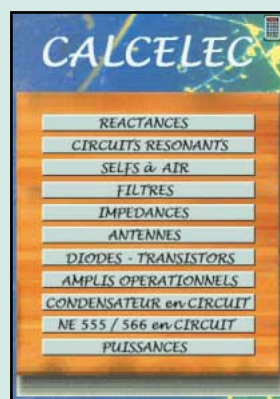 CALCELEC
REACTANCES
CIRCUITS RESONANTS
SELFS à AIR
FILTRES
IMPEDANCES
ANTENNES
DIODES - TRANSISTORS
AMPLIS OPERATIONNELS
CONDENSATEUR en CIRCUIT
NE 555 / 566 en CIRCUIT
PUISSANCES